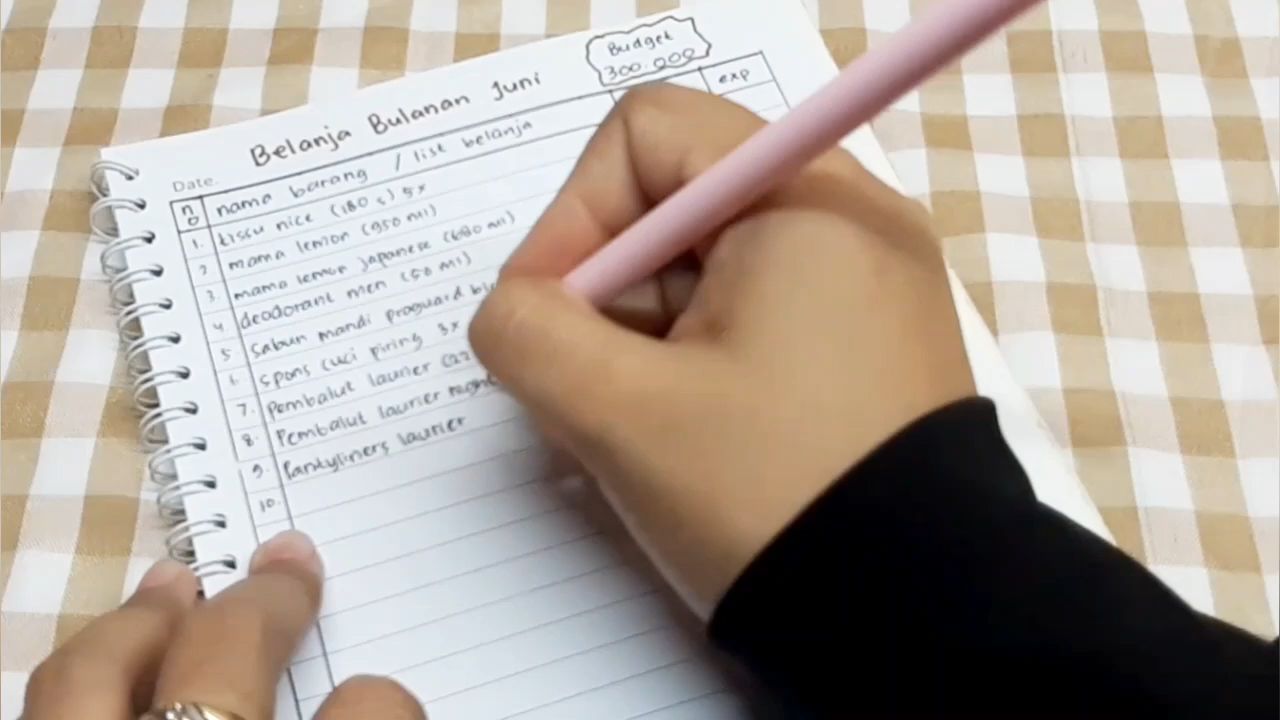 Budget
300.000
Belanja Bulanan Juni
Date.
no nama barang / list belanja exp
1. tissu nice (180 s) 5x
2 mama lemon (950 ml)
3. mama lemon japanese (680 ml)
4. deodorant men (50 ml)
5 sabun mandi proguard
6. spons cuci piring 3x
7. Pembalut laurier (22
8. Pembalut laurier
9. Pantyliners laurier
10.